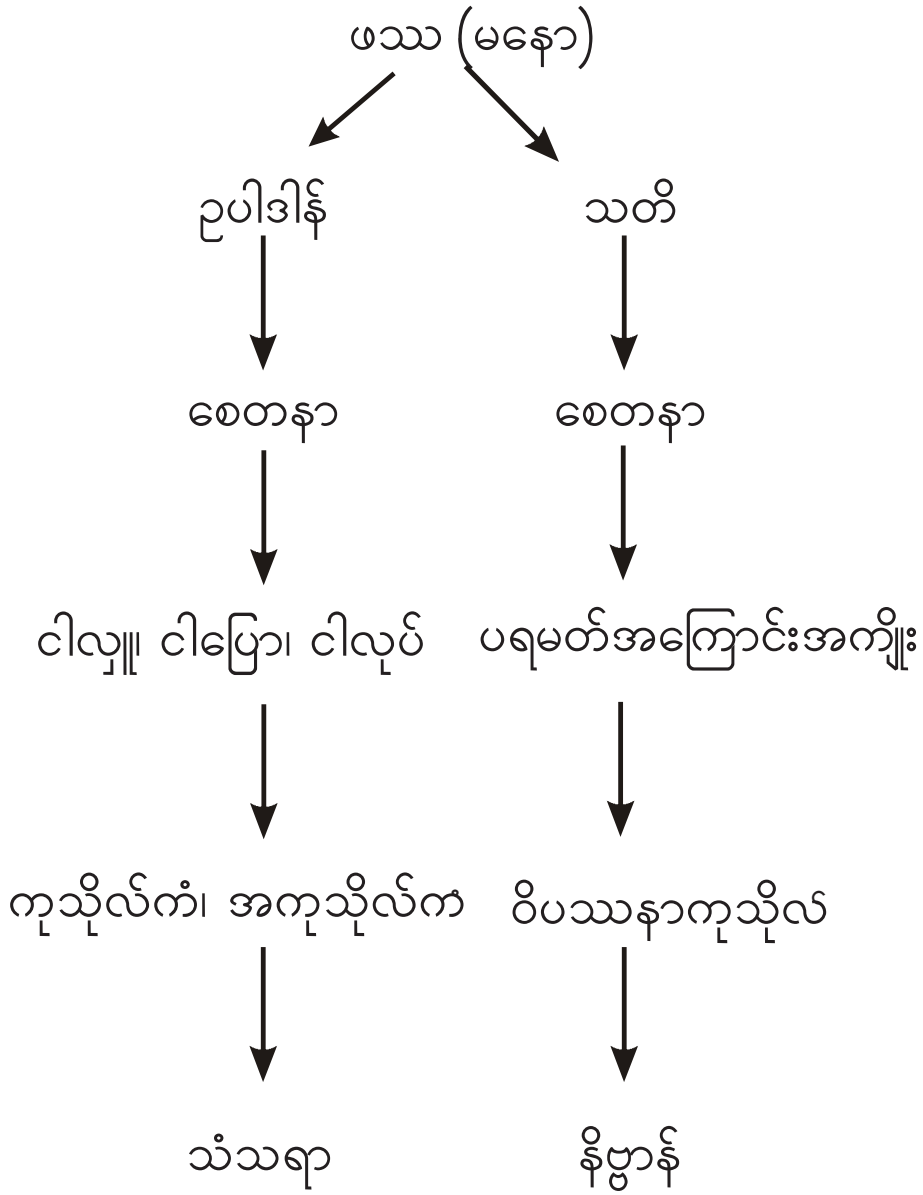 ဖဿ (မနော)
ဥပါဒါန် သတိ
စေတနာ စေတနာ
ငါလှူ၊ ငါပြော၊ ငါလုပ် ပရမတ်အကြောင်းအကျိုး
ကုသိုလ်ကံ၊ အကုသိုလ်ကံ ဝိပဿနာကုသိုလ်
သံသရာ နိဗ္ဗာန်